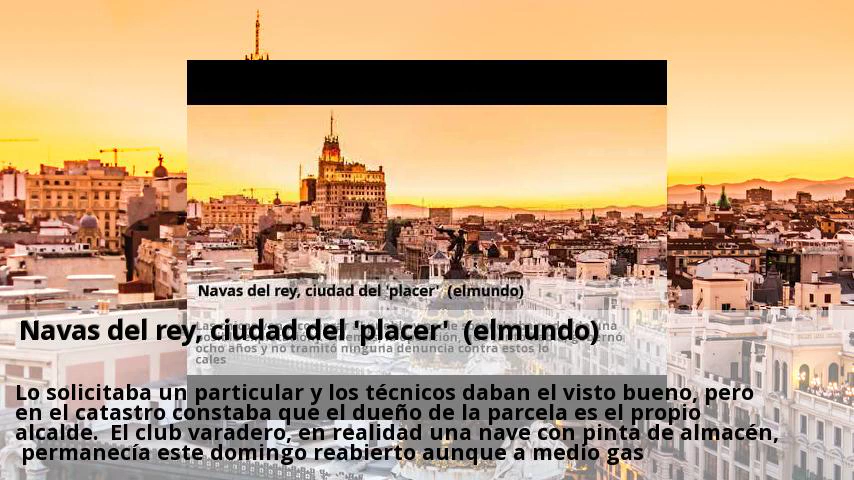 Navas del rey, ciudad del 'placer'  (elmundo)
Navas del rey, ciudad del 'placer'  (elmundo)
ocho años y no tramitó ninguna denuncia contra estos lo
cales
Lo solicitaba un particular y los técnicos daban el visto bueno, pero
en el catastro constaba que el dueño de la parcela es el propio
alcalde.  El club varadero, en realidad una nave con pinta de almacén,
permanecía este domingo reabierto aunque a medio gas